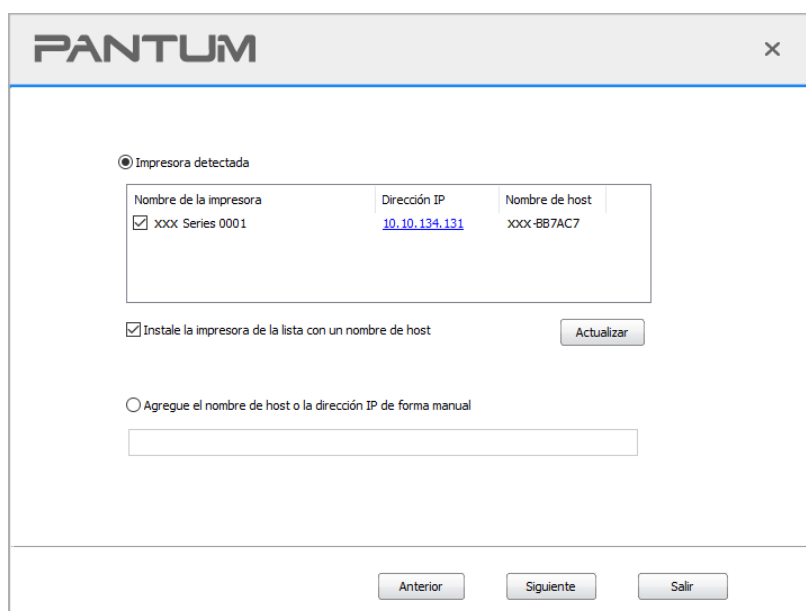 PANTUM
Impresora detectada
Nombre de la impresora Dirección IP Nombre de host
XXX Series 0001 10.10.134.131 XXX-BB7AC7
Instale la impresora de la lista con un nombre de host Actualizar
Agregue el nombre de host o la dirección IP de forma manual
Anterior Siguiente Salir